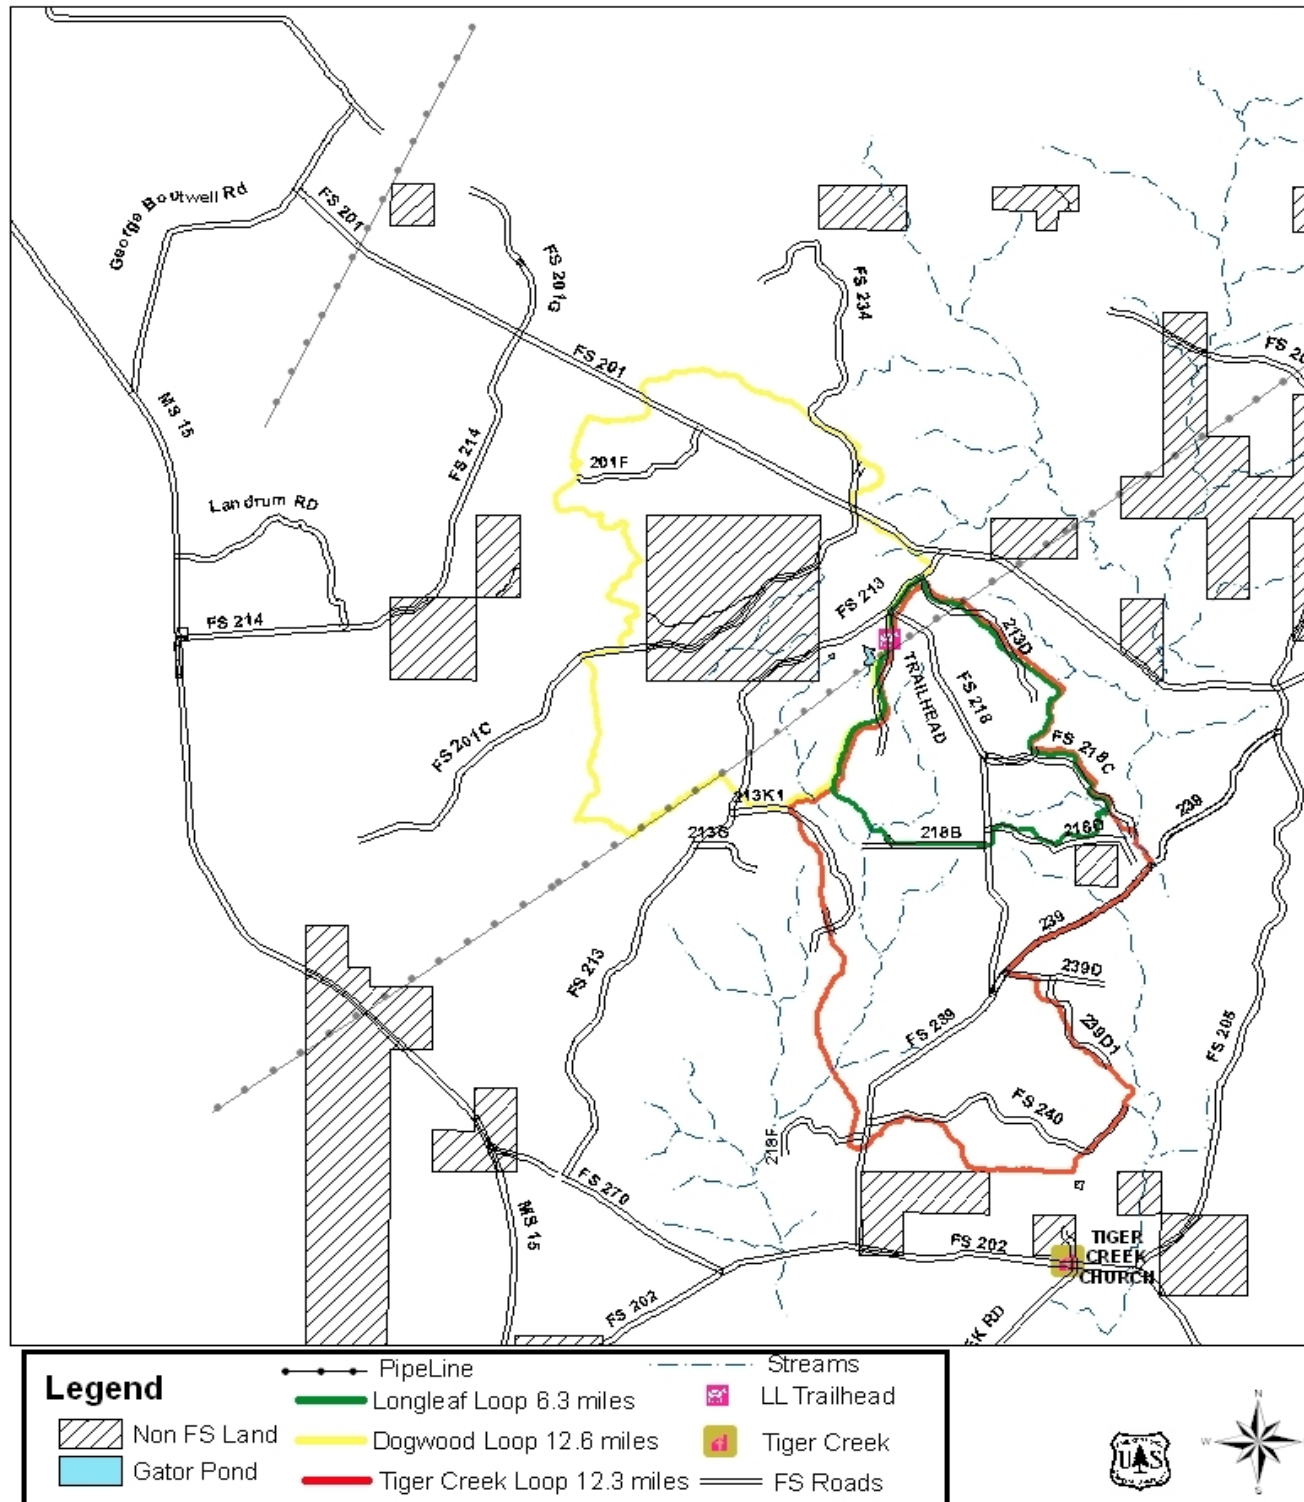 George Boutwell Rd
FS 201
FS 201G
FS 234
FS 201
MS 15
FS 214
201F
Landrum RD
FS 213
213D
FS 214
TRAILHEAD
FS 218
FS 201C
FS 218C
239
213K1
213G
218B
218D
239
239D
FS 213
FS 239
239D1
FS 205
FS 240
218F
FS 270
MS 15
FS 202
TIGER
CREEK
CHURCH
FS 202
EK RD
Legend
Non FS Land
Gator Pond
PipeLine
Longleaf Loop 6.3 miles
Dogwood Loop 12.6 miles
Tiger Creek Loop 12.3 miles
Streams
LL Trailhead
Tiger Creek
FS Roads
U S
N
W
S